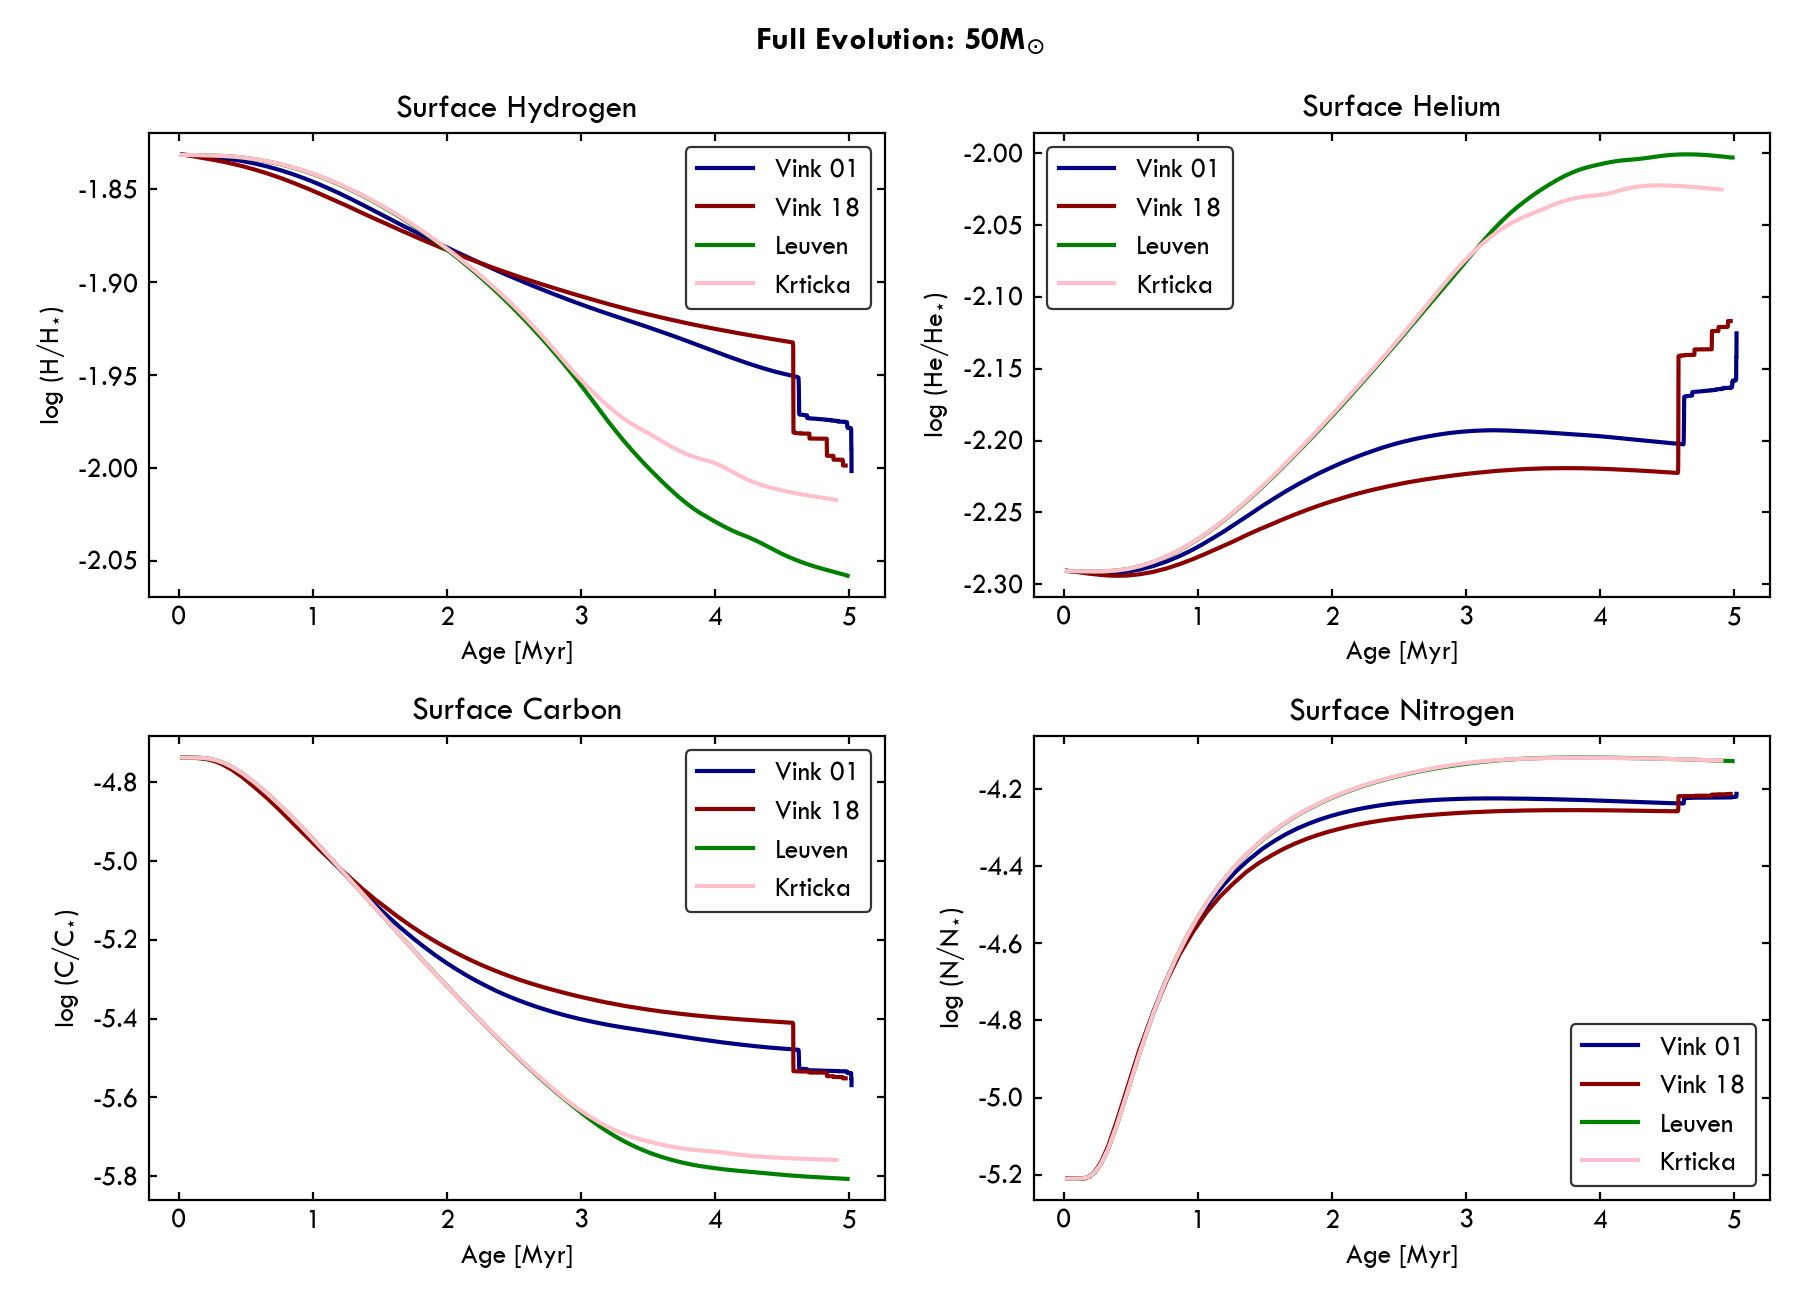 Full Evolution: 50M☉
Surface Hydrogen
log (H/H⋆)
-1.85
-1.90
-1.95
-2.00
-2.05
0 1 2 3 4 5
Age [Myr]
Vink 01
Vink 18
Leuven
Krticka
Surface Helium
log (He/He⋆)
-2.00
-2.05
-2.10
-2.15
-2.20
-2.25
-2.30
0 1 2 3 4 5
Age [Myr]
Vink 01
Vink 18
Leuven
Krticka
Surface Carbon
log (C/C⋆)
-4.8
-5.0
-5.2
-5.4
-5.6
-5.8
0 1 2 3 4 5
Age [Myr]
Vink 01
Vink 18
Leuven
Krticka
Surface Nitrogen
log (N/N⋆)
-4.2
-4.4
-4.6
-4.8
-5.0
-5.2
0 1 2 3 4 5
Age [Myr]
Vink 01
Vink 18
Leuven
Krticka